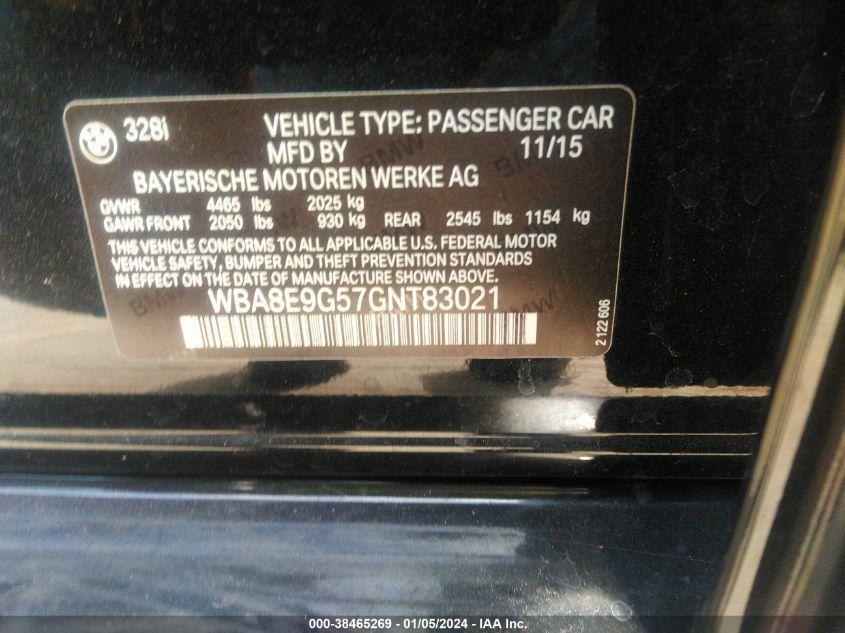 328i VEHICLE TYPE: PASSENGER CAR
MFD BY 11/15
BAYERISCHE MOTOREN WERKE AG
GVWR 4465 lbs 2025 kg
GAWR FRONT 2050 lbs 930 kg REAR 2545 lbs 1154 kg
THIS VEHICLE CONFORMS TO ALL APPLICABLE U.S. FEDERAL MOTOR
VEHICLE SAFETY, BUMPER AND THEFT PREVENTION STANDARDS
IN EFFECT ON THE DATE OF MANUFACTURE SHOWN ABOVE.
WBA8E9G57GNT83021
2 122 606
000-38465269 - 01/05/2024 - IAA Inc.